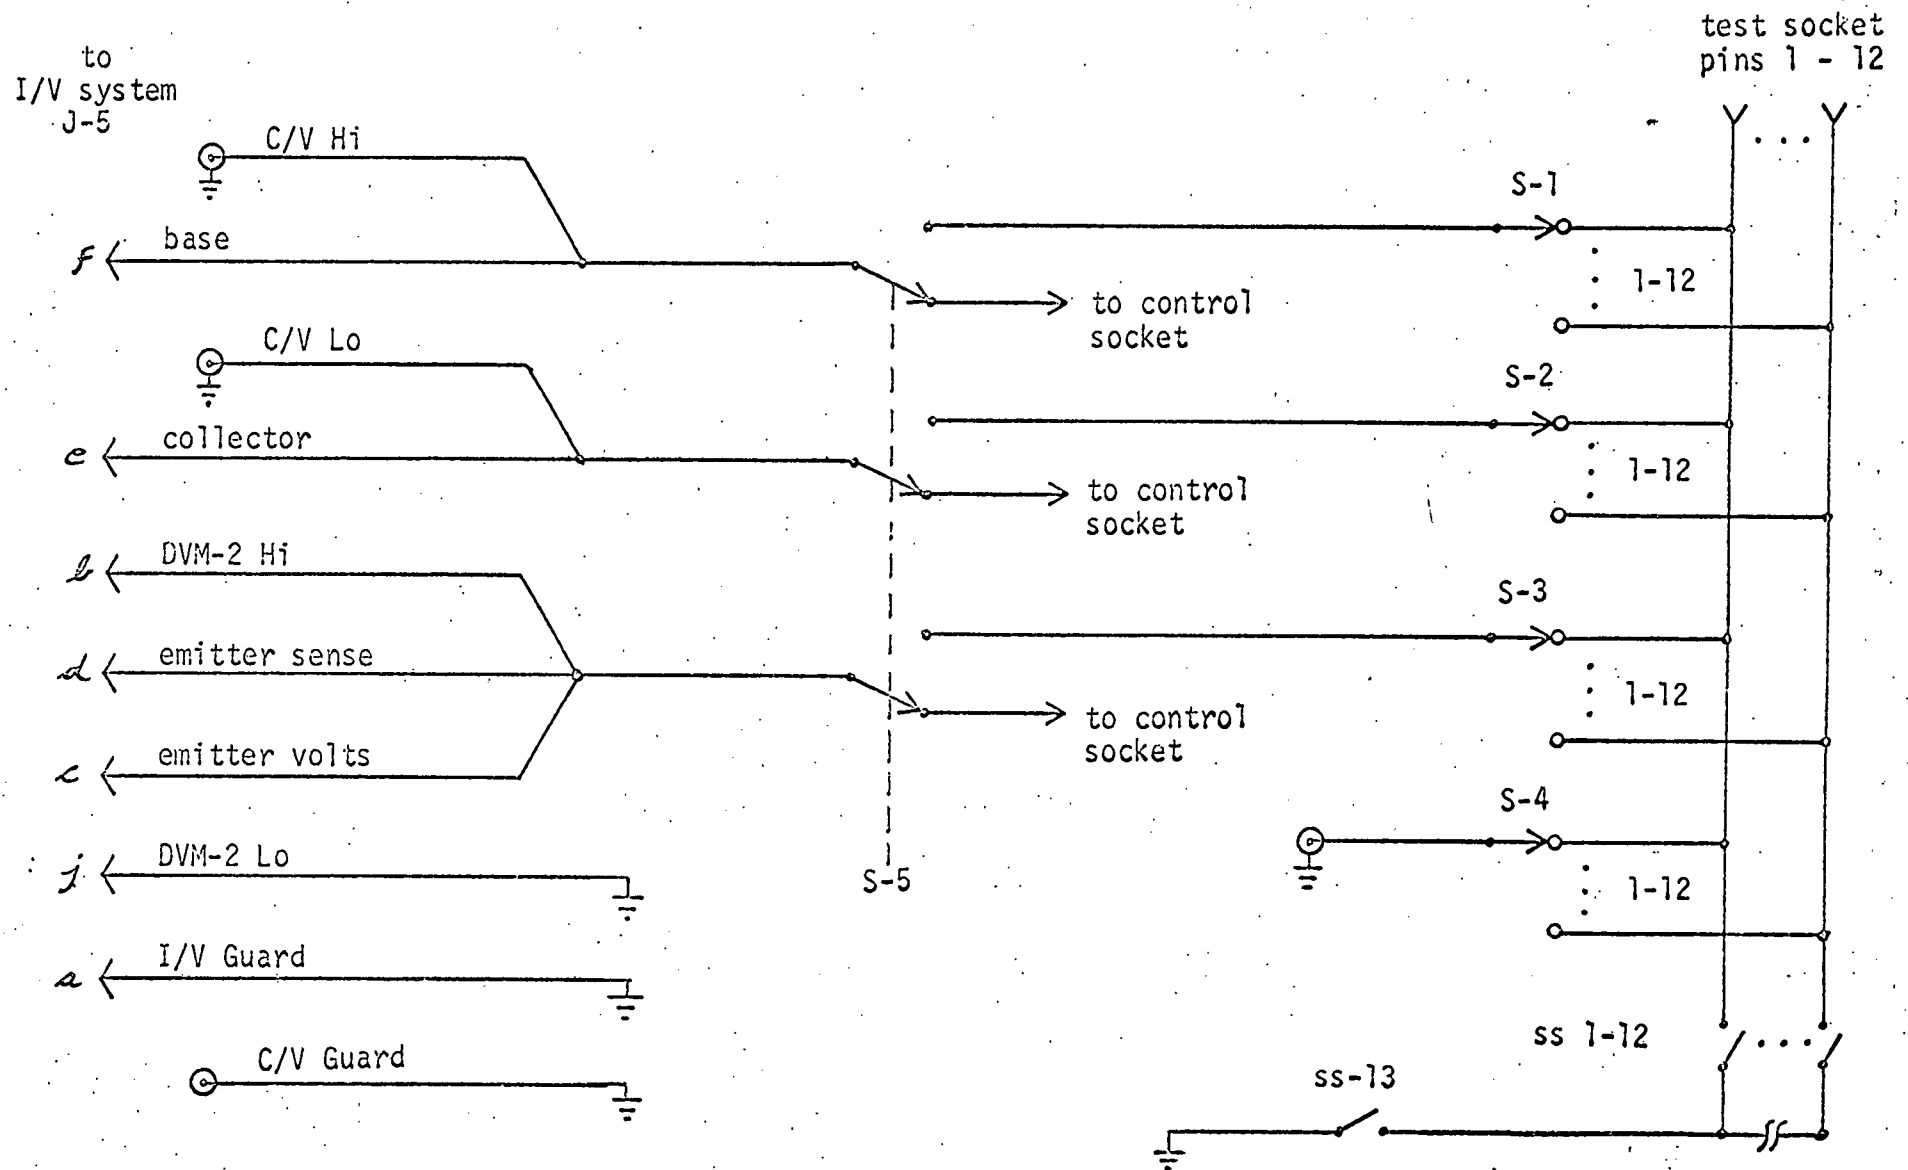 to
I/V system
J-5
test socket
pins 1 - 12
C/V Hi
f
base
C/V Lo
e
collector
b
DVM-2 Hi
d
emitter sense
c
emitter volts
j
DVM-2 Lo
a
I/V Guard
C/V Guard
to control
socket
to control
socket
to control
socket
S-5
S-1
1-12
S-2
1-12
S-3
1-12
S-4
1-12
ss 1-12
ss-13